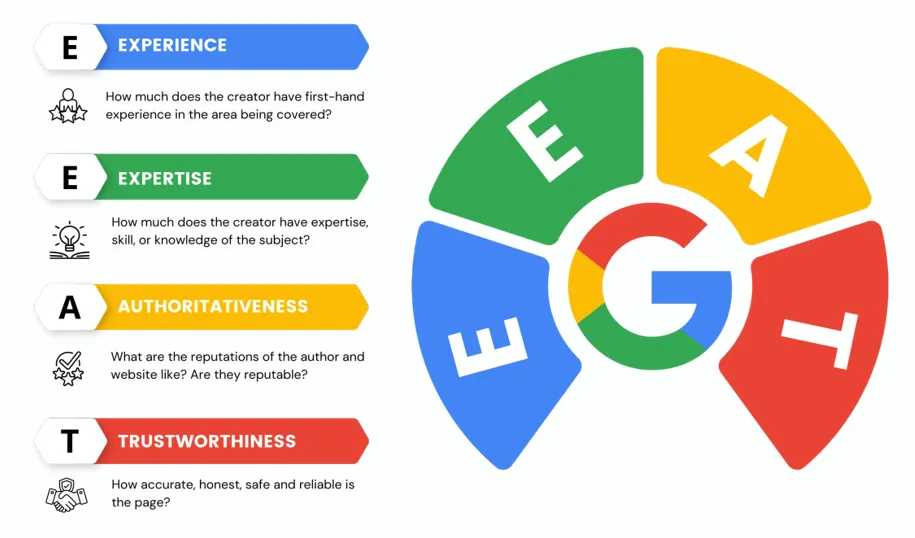 E EXPERIENCE
How much does the creator have first-hand
experience in the area being covered?
E EXPERTISE
How much does the creator have expertise,
skill, or knowledge of the subject?
A AUTHORITATIVENESS
What are the reputations of the author and
website like? Are they reputable?
T TRUSTWORTHINESS
How accurate, honest, safe and reliable is
the page?
E
E
A
T
G